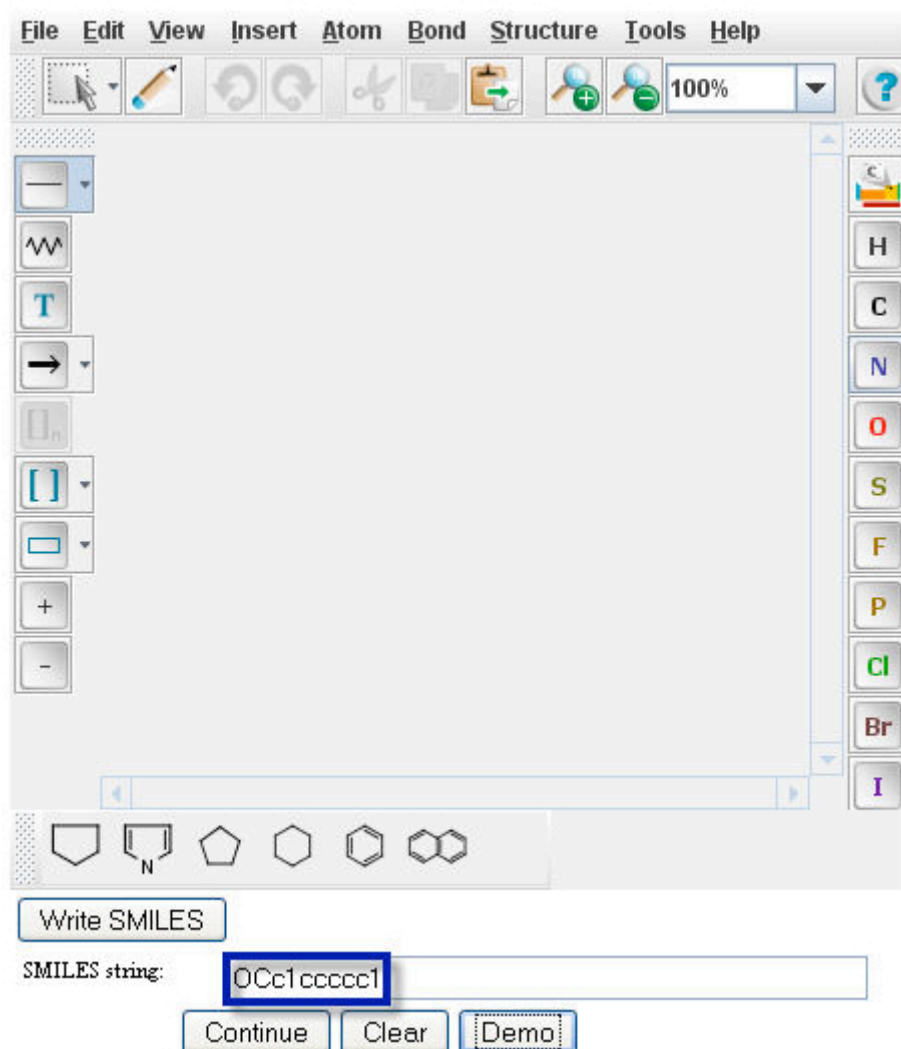 File Edit View Insert Atom Bond Structure Tools Help
100% ?
C
H
T
C
N
O
[ ]n
[ ]
S
F
+
P
-
Cl
Br
I
N
Write SMILES
SMILES string: OCc1ccccc1
Continue Clear Demo